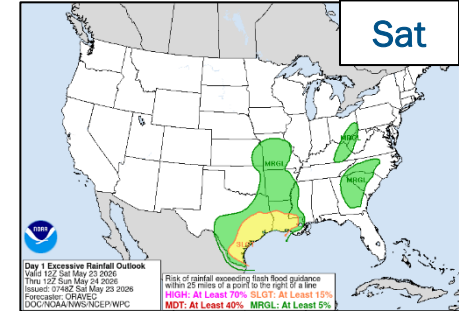 Sat
MRGL
MRGL
MRGL
SLGT
NOAA
Day 1 Excessive Rainfall Outlook
Valid 12Z Sat May 23 2026
Thru 12Z Sun May 24 2026
Issued: 0748Z Sat May 23 2026
Forecaster: ORAVEC
DOC/NOAA/NWS/NCEP/WPC
Risk of rainfall exceeding flash flood guidance
within 25 miles of a point to the right of a line
HIGH: At Least 70% SLGT: At Least 15%
MDT: At Least 40% MRGL: At Least 5%